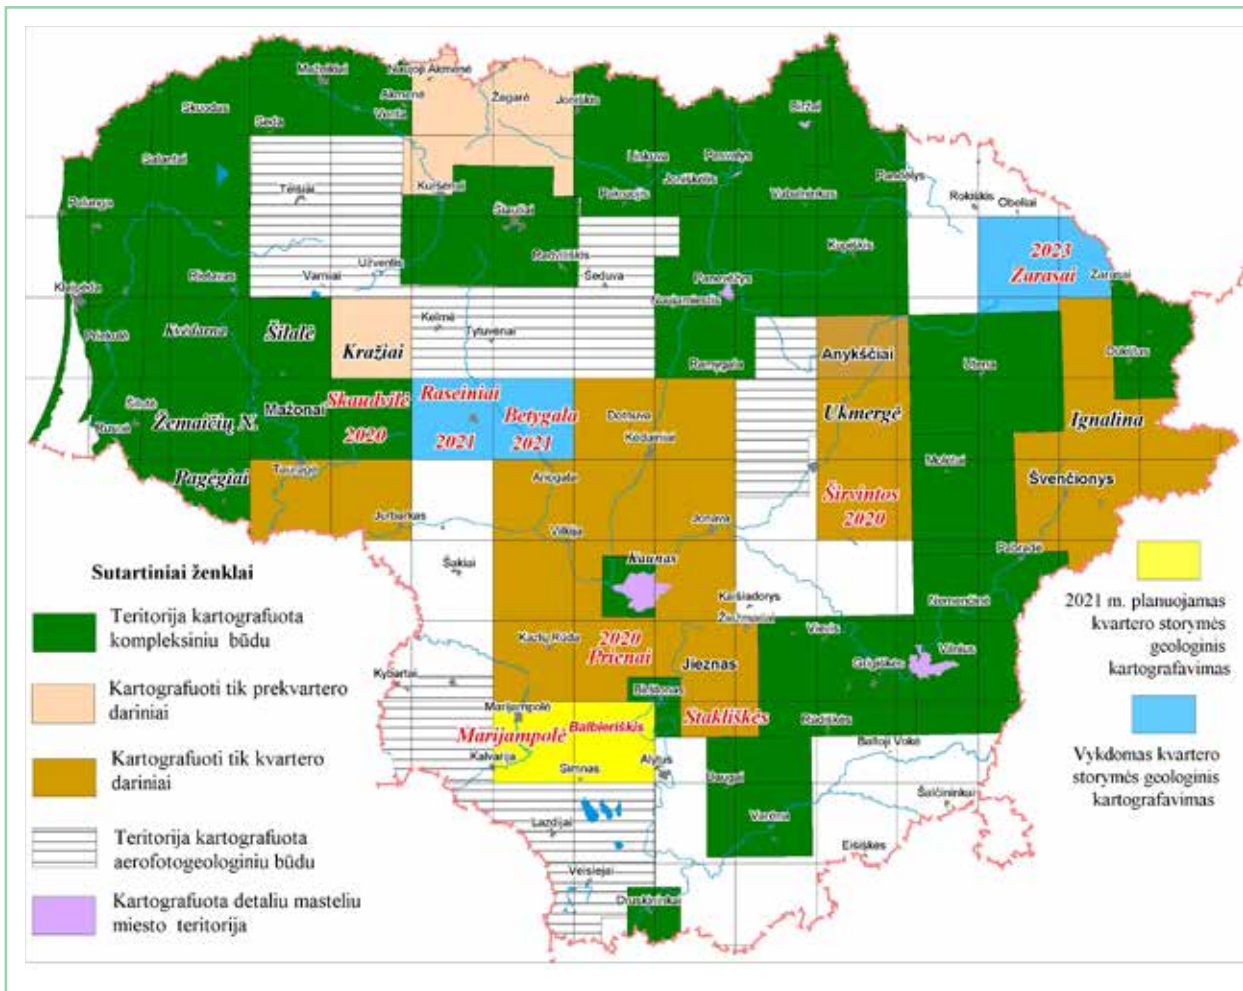 Mažeikiai
Naujoji Akmenė
Akmenė
Venta
Žagarė
Joniškis
Skuodas
Seda
Biržai
Salantai
Linkuva
Pasvalys
Joniškėlis
Pandėlys
Telšiai
Kuršėnai
Pakruojis
Vabalninkas
Rokiškis
Obeliai
Palanga
Šiauliai
Kupiškis
2023
Zarasai
Zarasai
Radviliškis
Užventis
Rietavas
Varniai
Šeduva
Panevėžys
Naujamiestis
Klaipėda
Priekulė
Kvėdarna
Šilalė
Kražiai
Kelmė
Tytuvėnai
Ramygala
Anykščiai
Utena
Dūkštas
Šilutė
Rusnė
Žemaičių N.
Mažonai
Skaudvilė
2020
Raseiniai
2021
Betygala
2021
Dotnuva
Kėdainiai
Ukmergė
Ignalina
Molėtai
Pagėgiai
Tauragė
Ariogala
Širvintos
2020
Švenčionys
Jurbarkas
Vilkija
Jonava
Šakiai
Kaunas
Pabradė
Kaišiadorys
Žiežmariai
Nemenčinė
Kazlų Rūda
2020
Prienai
Jieznas
Vievis
Grigiškės
Vilnius
Kybartai
Birštonas
Marijampolė
Marijampolė
Balbieriškis
Stakliškės
Rūdiškės
Kalvarija
Simnas
Alytus
Daugai
Baltoji Vokė
Šalčininkai
Lazdijai
Varėna
Eišiškės
Veisiejai
Druskininkai
Sutartiniai ženklai
Teritorija kartografuota
kompleksiniu būdu
Kartografuoti tik prekvartero
dariniai
Kartografuoti tik kvartero
dariniai
Teritorija kartografuota
aerofotogeologiniu būdu
Kartografuota detaliu masteliu
miesto teritorija
2021 m. planuojamas
kvartero storymės
geologinis
kartografavimas
Vykdomas kvartero
storymės geologinis
kartografavimas